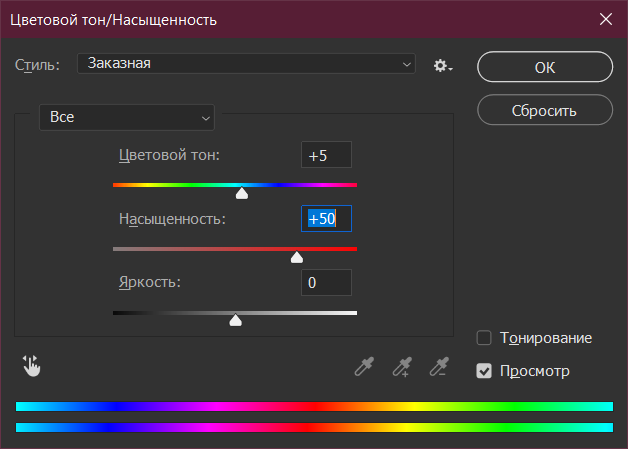 Цветовой тон/Насыщенность
Стиль: Заказная
OK
Сбросить
Все
Цветовой тон: +5
Насыщенность: +50
Яркость: 0
Тонирование
Просмотр